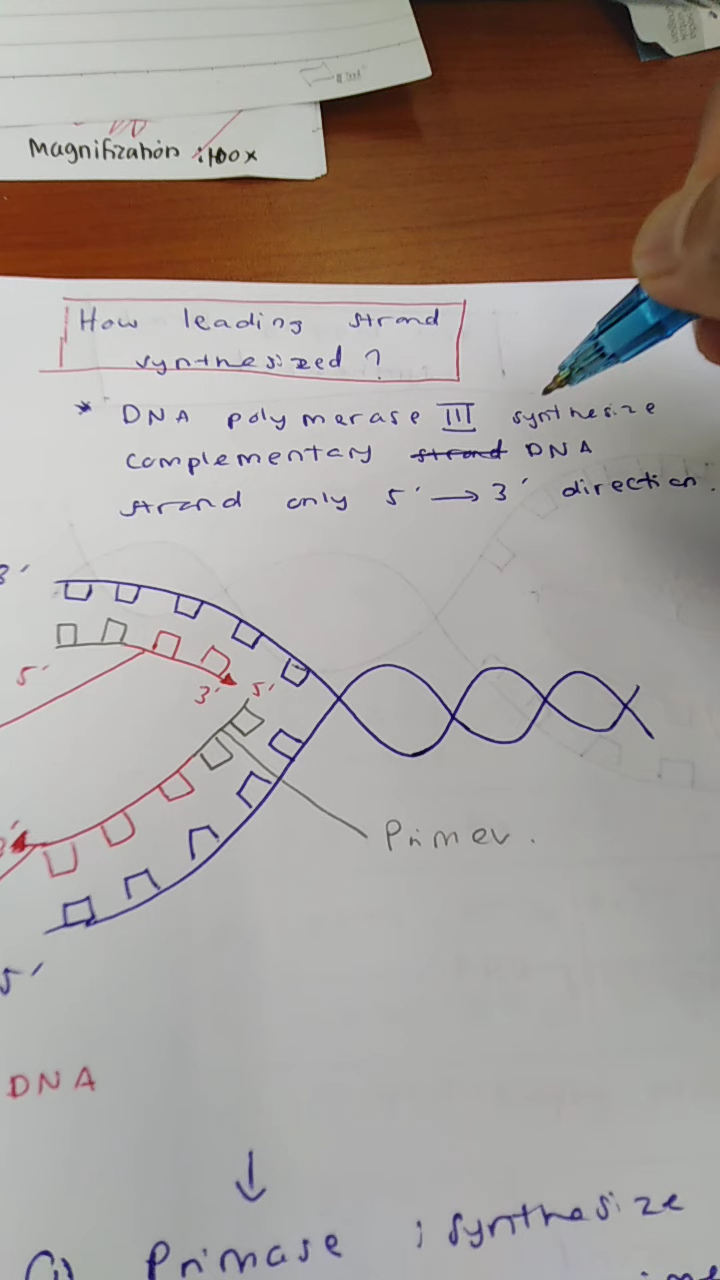 Magnification : 100x
How leading strand
synthesized ?
* DNA polymerase III synthesize
complementary strand DNA
strand only 5' → 3' direction.
3'
5'
3' 5'
3'
Primer.
5'
DNA
↓
Primase ; synthesize